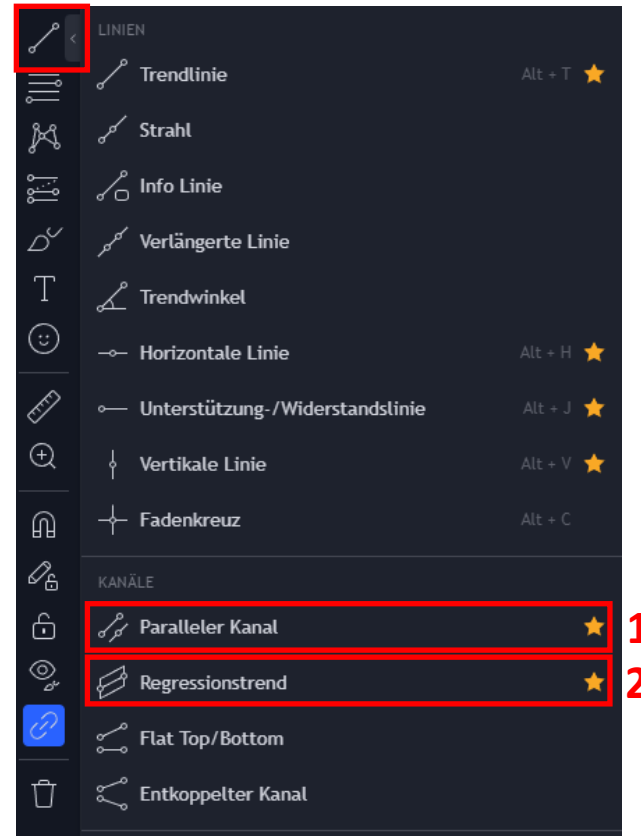 LINIEN
Trendlinie Alt + T
Strahl
Info Linie
Verlängerte Linie
Trendwinkel
Horizontale Linie Alt + H
Unterstützung-/Widerstandslinie Alt + J
Vertikale Linie Alt + V
Fadenkreuz Alt + C
KANÄLE
Paralleler Kanal 1
Regressionstrend 2
Flat Top/Bottom
Entkoppelter Kanal